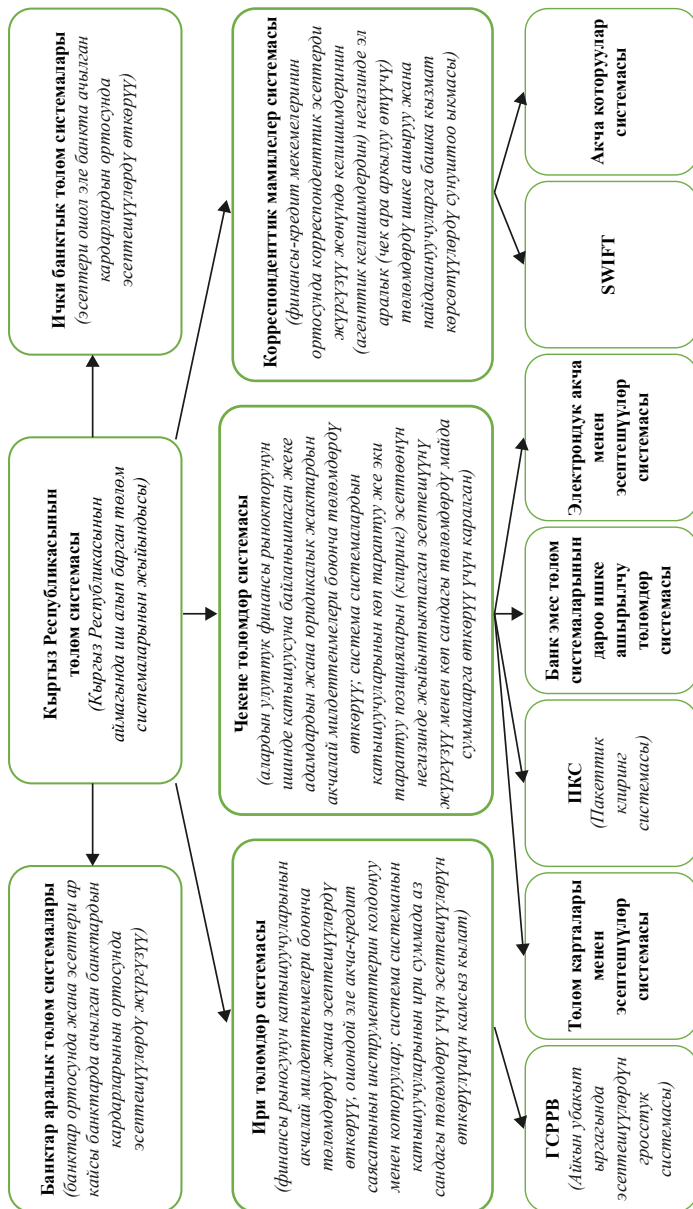 Банктар аралык төлөм системалары
(банктар ортосунда жана эсептери ар
кайсы банктарда ачылган банктардын
кардарларынын ортосунда
эсептешүүлөрдү жүргүзүү)
Кыргыз Республикасынын
төлөм системасы
(Кыргыз Республикасынын
аймагында иш алып барган төлөм
системаларынын жыйындысы)
Ички банктык төлөм системалары
(эсептери ошол эле банкта ачылган
кардарлардын ортосунда
эсептешүүлөрдү өткөрүү)
Ири төлөмдөр системасы
(финансы рыногунун катышуучуларынын
акчалай милдеттенмелери боюнча
төлөмдөрдү жана эсептешүүлөрдү
өткөрүү, ошондой эле акча-кредит
саясатынын инструменттерин колдонуу
менен которуулар; система системанын
катышуучуларынын ири суммада аз
сандагы төлөмдөрү үчүн эсептешүүлөрүн
өткөрүлүшүн камсыз кылат)
Чекене төлөмдөр системасы
(алардын улуттук финансы рынокторунун
ишинде катышуусуна байланышпаган жеке
адамдардын жана юридикалык жактардын
акчалай милдеттенмелери боюнча төлөмдөрдү
өткөрүү; система системалардын
катышуучуларынын көп тараптуу же эки
тараптуу позицияларын (клиринг) эсептөөнүн
негизинде жыйынтыкталган эсептешүүнү
жүргүзүү менен көп сандагы төлөмдөрдү майда
суммаларга өткөрүү үчүн каралган)
Корреспонденттик мамилелер системасы
(финансы-кредит мекемелеринин
ортосунда корреспонденттик эсептерди
жүргүзүү жөнүндө келишимдеринин
(агенттик келишимдердин) негизинде эл
аралык (чек ара аркылуу өтүүчү)
төлөмдөрдү ишке ашыруу жана
пайдалануучуларга башка кызмат
көрсөтүүлөрдү сунуштоо ыкмасы)
ГСРРВ
(Айкын убакыт
ыргагында
эсептешүүлөрдүн
гросстук
системасы)
Төлөм карталары
менен
эсептешүүлөр
системасы
ПКС
(Пакеттик
клиринг
системасы)
Банк эмес төлөм
системаларынын
дароо ишке
ашырылчу
төлөмдөр
системасы
Электрондук акча
менен
эсептешүүлөр
системасы
SWIFT
Акча которуулар
системасы